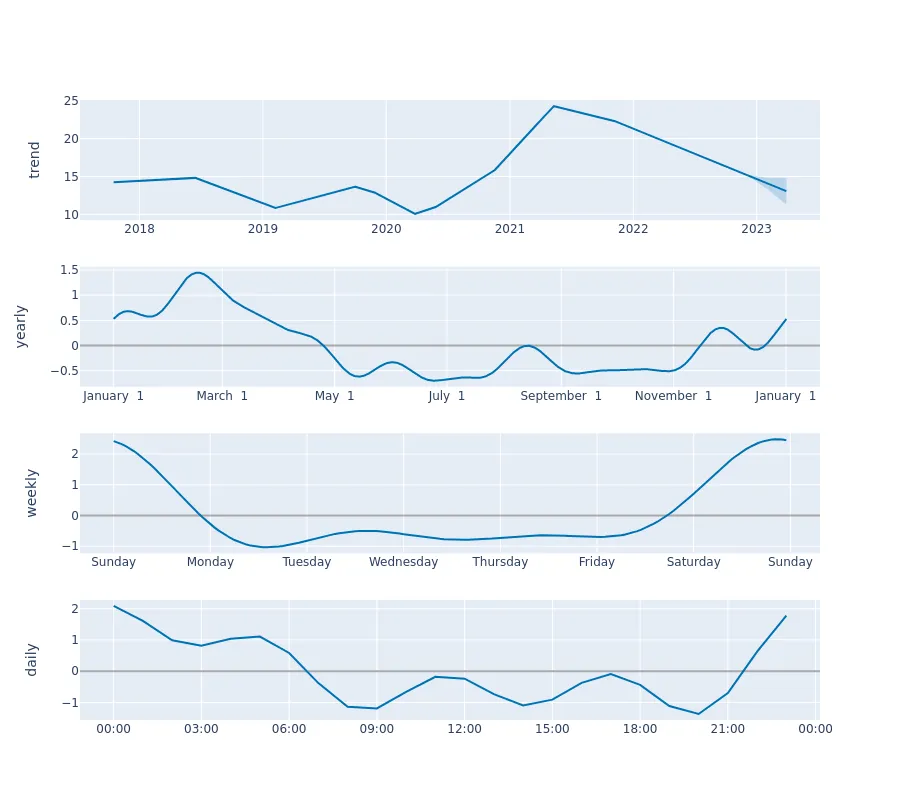 trend
25
20
15
10
2018 2019 2020 2021 2022 2023
yearly
1.5
1
0.5
0
−0.5
January 1 March 1 May 1 July 1 September 1 November 1 January 1
weekly
2
1
0
−1
Sunday Monday Tuesday Wednesday Thursday Friday Saturday Sunday
daily
2
1
0
−1
00:00 03:00 06:00 09:00 12:00 15:00 18:00 21:00 00:00